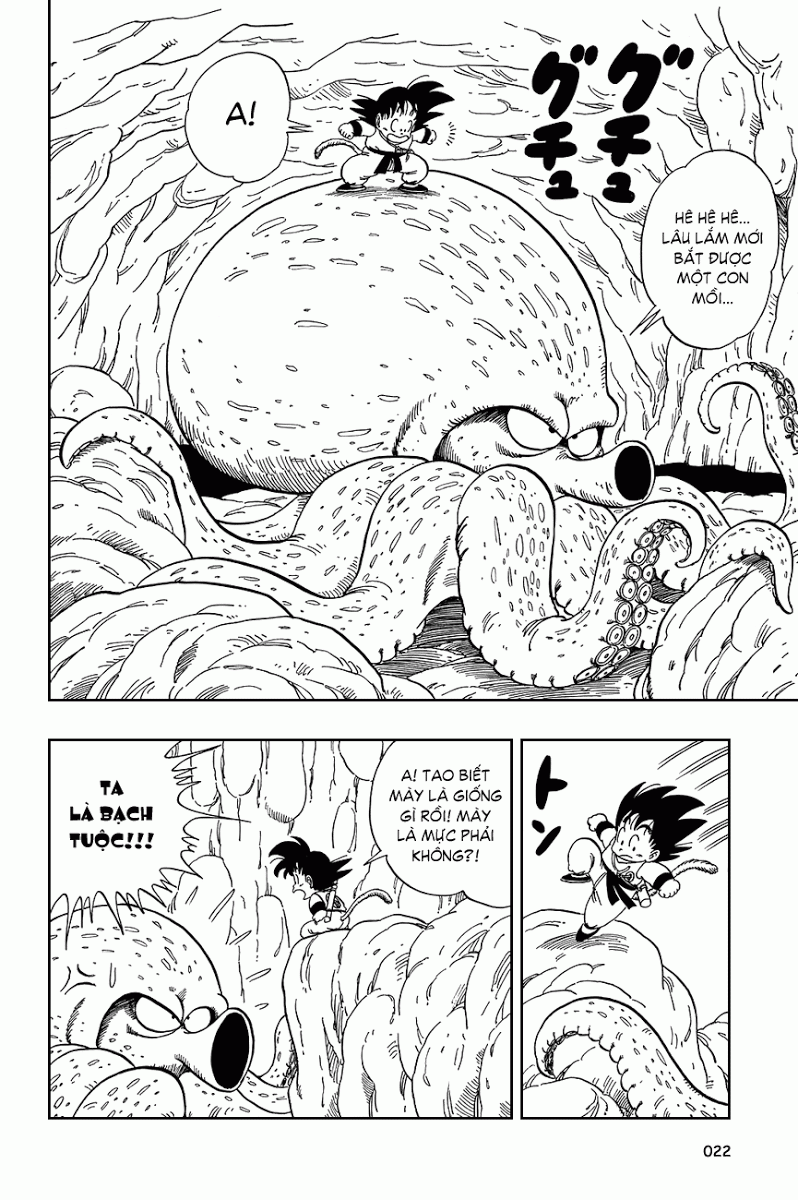 グチュ
グチュ
HÊ HÊ HÊ...
LÂU LẮM MỚI
BẮT ĐƯỢC
MỘT CON
MỒI...
A!
トン
A! TAO BIẾT
MÀY LÀ GIỐNG
GÌ RỒI! MÀY
LÀ MỰC PHẢI
KHÔNG?!
TA
LÀ BẠCH
TUỘC!!!
022